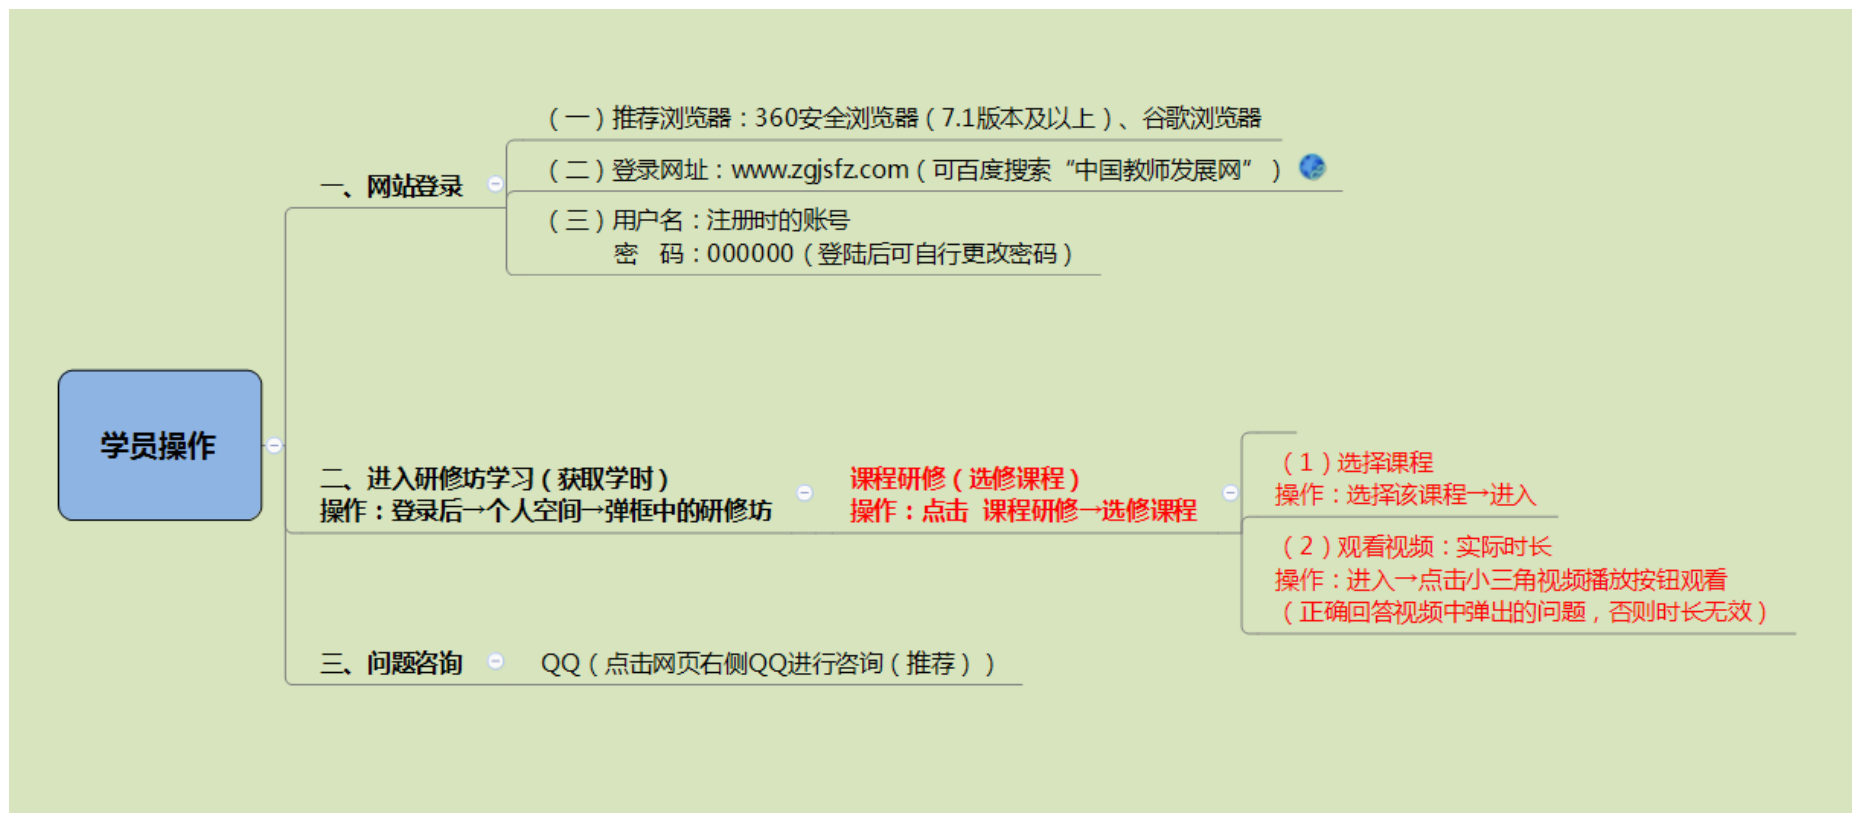 学员操作
一、网站登录
（一）推荐浏览器：360安全浏览器（7.1版本及以上）、谷歌浏览器
（二）登录网址：www.zgjsfz.com（可百度搜索“中国教师发展网”）
（三）用户名：注册时的账号
密 码：000000（登陆后可自行更改密码）
二、进入研修坊学习（获取学时）
操作：登录后→个人空间→弹框中的研修坊
课程研修（选修课程）
操作：点击 课程研修→选修课程
（1）选择课程
操作：选择该课程→进入
（2）观看视频：实际时长
操作：进入→点击小三角视频播放按钮观看
（正确回答视频中弹出的问题，否则时长无效）
三、问题咨询
QQ（点击网页右侧QQ进行咨询（推荐））